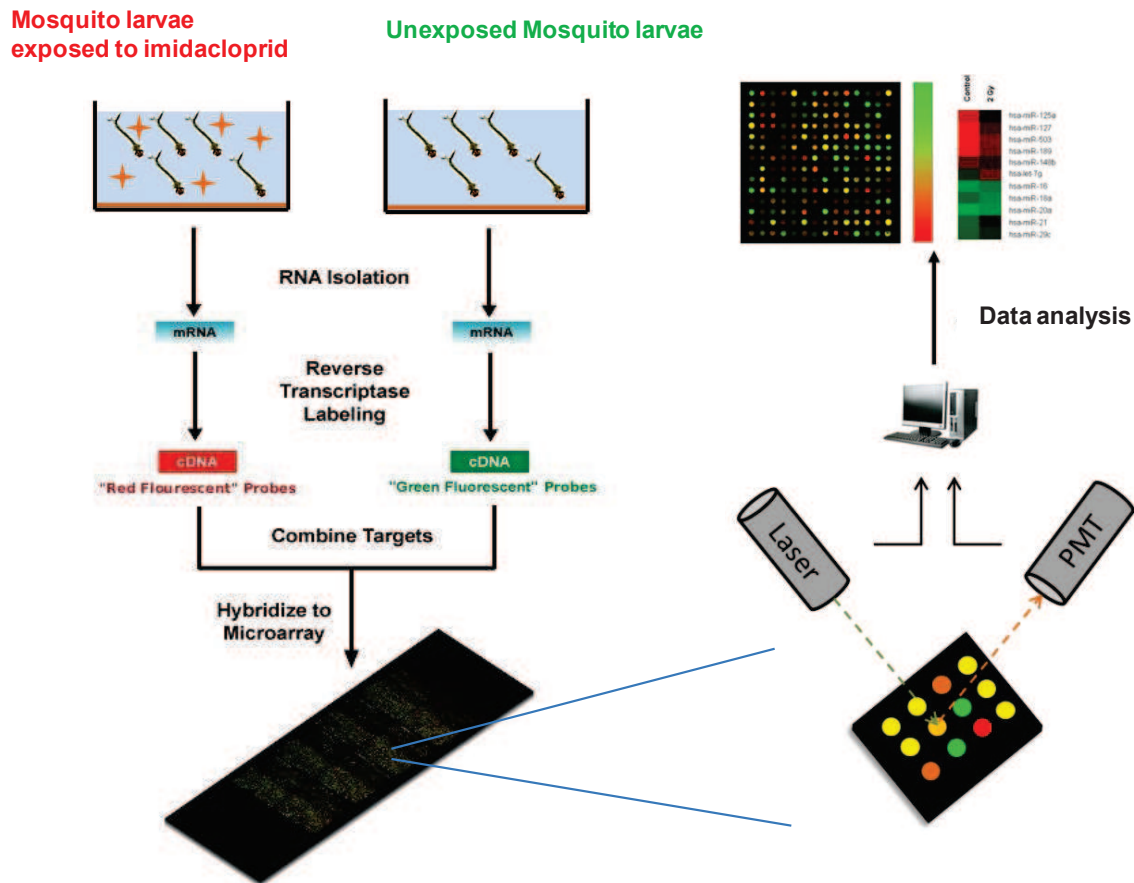 Mosquito larvae
exposed to imidacloprid
Unexposed Mosquito larvae
RNA Isolation
mRNA
mRNA
Reverse
Transcriptase
Labeling
cDNA
cDNA
"Red Flourescent" Probes
"Green Fluorescent" Probes
Combine Targets
Hybridize to
Microarray
Control
2 Gy
hsa-miR-125a
hsa-miR-127
hsa-miR-503
hsa-miR-189
hsa-miR-148b
hsa-let-7g
hsa-miR-16
hsa-miR-18a
hsa-miR-20a
hsa-miR-21
hsa-miR-29c
Data analysis
Laser
PMT